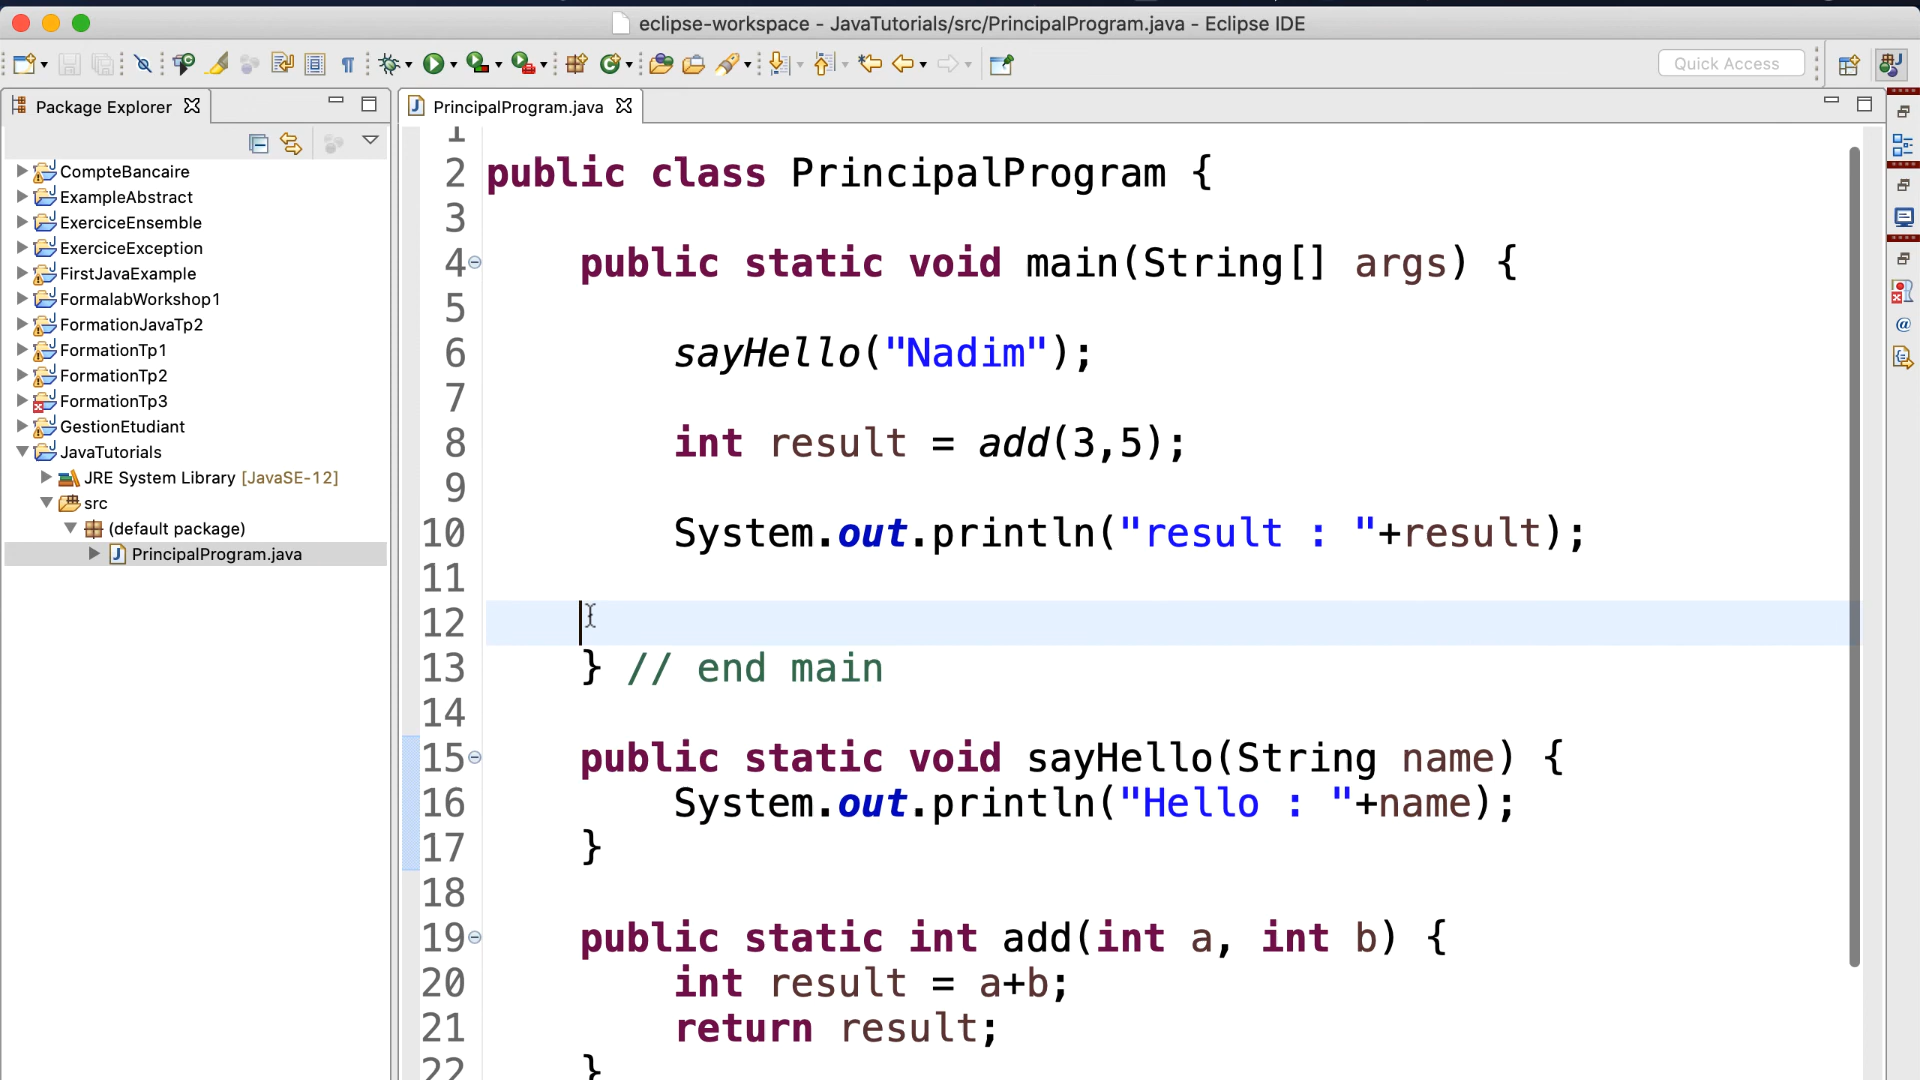 eclipse-workspace - JavaTutorials/src/PrincipalProgram.java - Eclipse IDE
Quick Access
Package Explorer
PrincipalProgram.java
CompteBancaire
ExampleAbstract
ExerciceEnsemble
ExerciceException
FirstJavaExample
FormalabWorkshop1
FormationJavaTp2
FormationTp1
FormationTp2
FormationTp3
GestionEtudiant
JavaTutorials
JRE System Library [JavaSE-12]
src
(default package)
PrincipalProgram.java
1
2 public class PrincipalProgram {
3
4 public static void main(String[] args) {
5
6 sayHello("Nadim");
7
8 int result = add(3,5);
9
10 System.out.println("result : "+result);
11
12
13 } // end main
14
15 public static void sayHello(String name) {
16 System.out.println("Hello : "+name);
17 }
18
19 public static int add(int a, int b) {
20 int result = a+b;
21 return result;
22 }